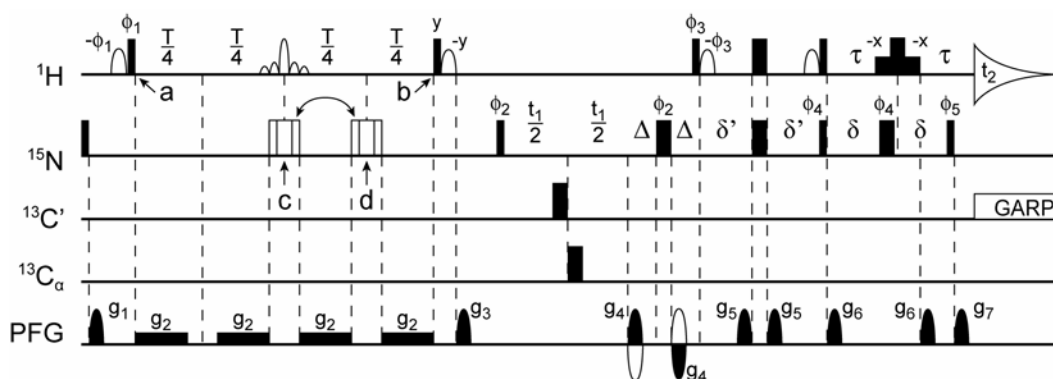 -ϕ₁ ϕ₁ T/4 T/4 T/4 T/4 y -y ϕ₃ -ϕ₃ τ -x -x τ
¹H a b t₂
ϕ₂ t₁/2 t₁/2 Δ ϕ₂ Δ δ' δ' ϕ₄ δ ϕ₄ δ ϕ₅
¹⁵N c d
¹³C' GARP
¹³Cα
PFG g₁ g₂ g₂ g₂ g₂ g₃ g₄ g₄ g₅ g₅ g₆ g₆ g₇